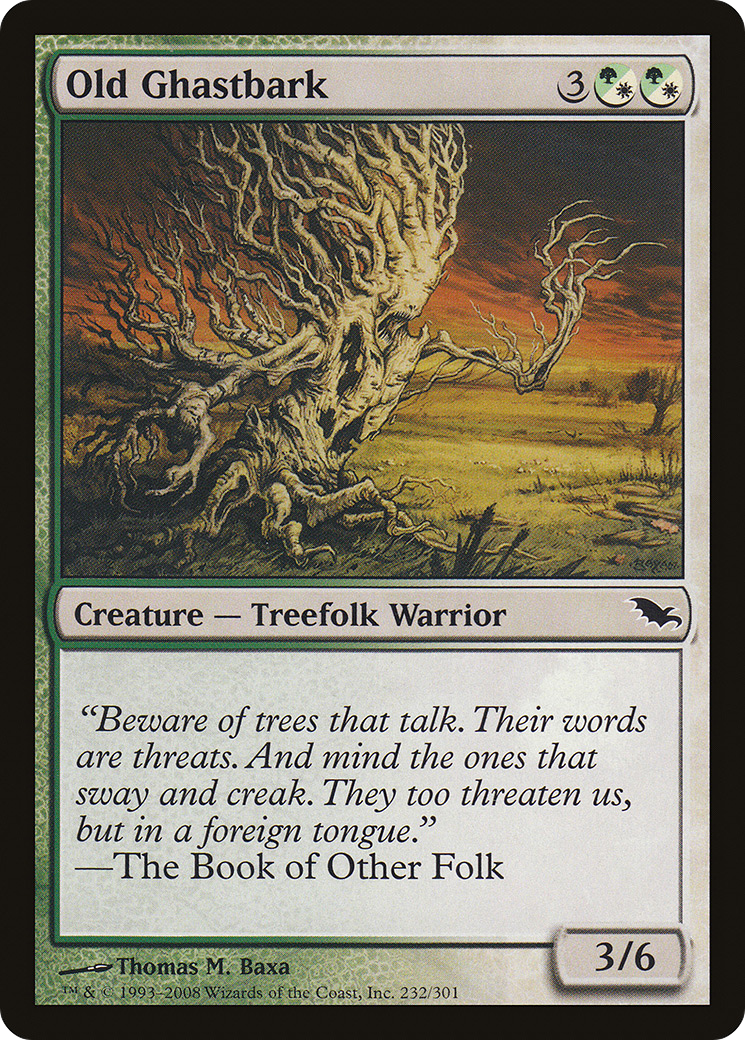 Old Ghastbark 3
Creature — Treefolk Warrior
“Beware of trees that talk. Their words
are threats. And mind the ones that
sway and creak. They too threaten us,
but in a foreign tongue.”
—The Book of Other Folk
3/6
Thomas M. Baxa
™ & © 1993–2008 Wizards of the Coast, Inc. 232/301